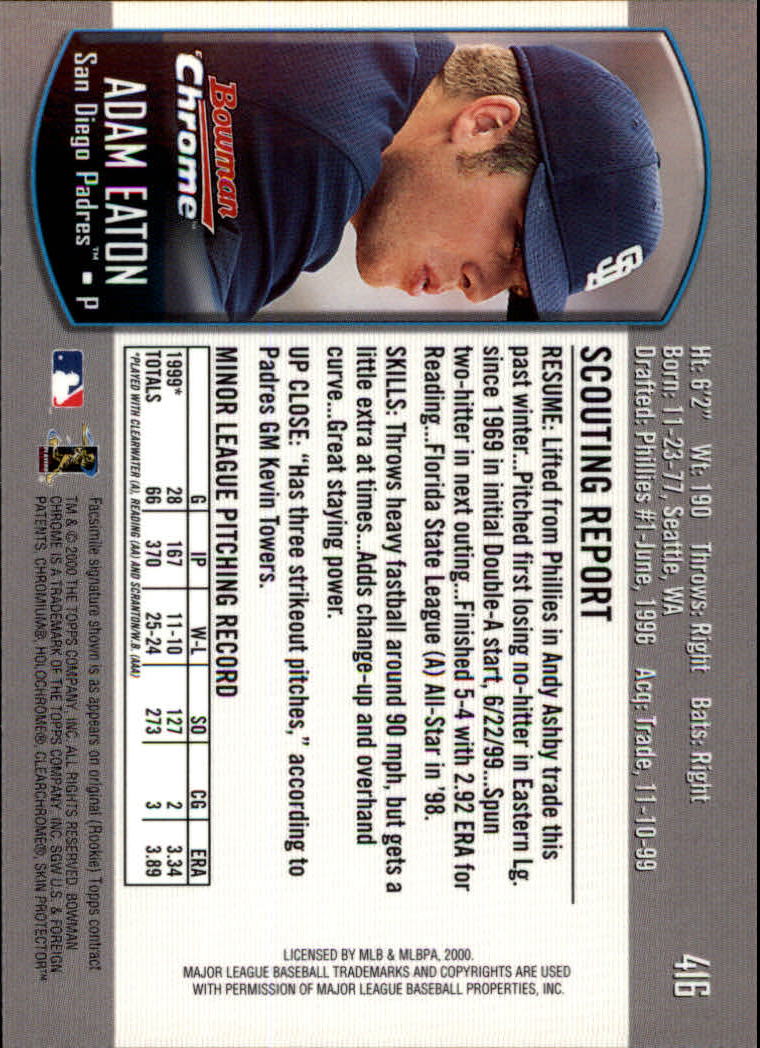 416
Ht: 6'2" Wt: 190 Throws: Right Bats: Right
Born: 11-23-77, Seattle, WA
Drafted: Phillies #1-June, 1996 Acq: Trade, 11-10-99
SD
Bowman
Chrome™
ADAM EATON
San Diego Padres™ ▪ P
SCOUTING REPORT
RESUME: Lifted from Phillies in Andy Ashby trade this
past winter...Pitched first losing no-hitter in Eastern Lg.
since 1969 in initial Double-A start, 6/22/99...Spun
two-hitter in next outing...Finished 5-4 with 2.92 ERA for
Reading...Florida State League (A) All-Star in '98.
SKILLS: Throws heavy fastball around 90 mph, but gets a
little extra at times...Adds change-up and overhand
curve...Great staying power.
UP CLOSE: "Has three strikeout pitches," according to
Padres GM Kevin Towers.
MINOR LEAGUE PITCHING RECORD
G IP W-L SO CG ERA
1999* 28 167 11-10 127 2 3.34
TOTALS 66 370 25-24 273 3 3.89
*PLAYED WITH CLEARWATER (A), READING (AA) AND SCRANTON/W.B. (AAA)
Facsimile signature shown is as appears on original (Rookie) Topps contract
TM & © 2000 THE TOPPS COMPANY, INC. ALL RIGHTS RESERVED. BOWMAN
CHROME IS A TRADEMARK OF THE TOPPS COMPANY, INC. SGW U.S. & FOREIGN
PATENTS. CHROMIUM®, HOLOCHROME®, CLEARCHROME®, SKIN PROTECTOR™
LICENSED BY MLB & MLBPA, 2000.
MAJOR LEAGUE BASEBALL TRADEMARKS AND COPYRIGHTS ARE USED
WITH PERMISSION OF MAJOR LEAGUE BASEBALL PROPERTIES, INC.